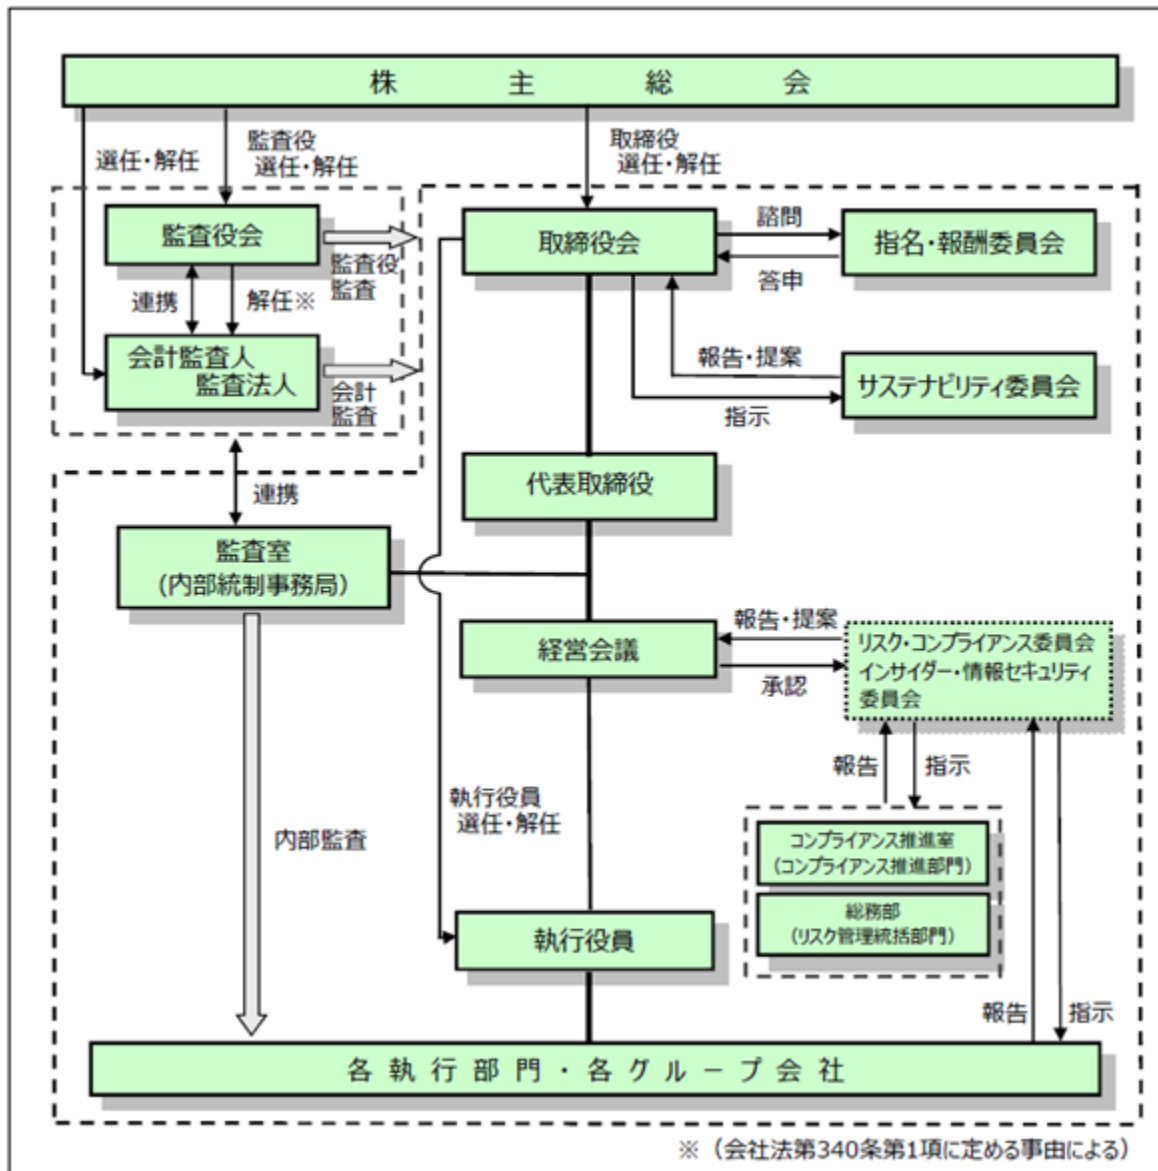 株主総会
選任・解任
監査役
選任・解任
取締役
選任・解任
監査役会
監査役
監査
取締役会
諮問
答申
指名・報酬委員会
連携
解任※
会計監査人
監査法人
会計
監査
報告・提案
指示
サステナビリティ委員会
連携
代表取締役
監査室
（内部統制事務局）
経営会議
報告・提案
承認
リスク・コンプライアンス委員会
インサイダー・情報セキュリティ
委員会
報告
指示
執行役員
選任・解任
内部監査
コンプライアンス推進室
（コンプライアンス推進部門）
総務部
（リスク管理統括部門）
執行役員
報告
指示
各執行部門・各グループ会社
※（会社法第340条第1項に定める事由による）